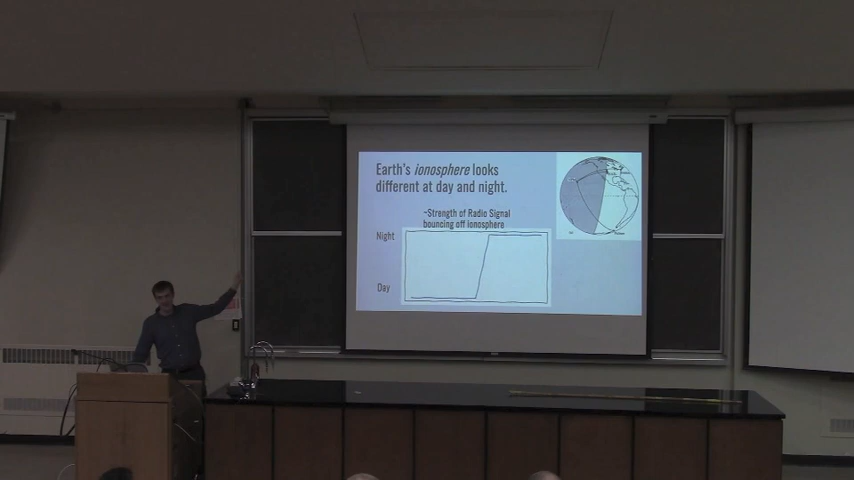 Earth's ionosphere looks
different at day and night.
~Strength of Radio Signal
bouncing off ionosphere
Night
Day